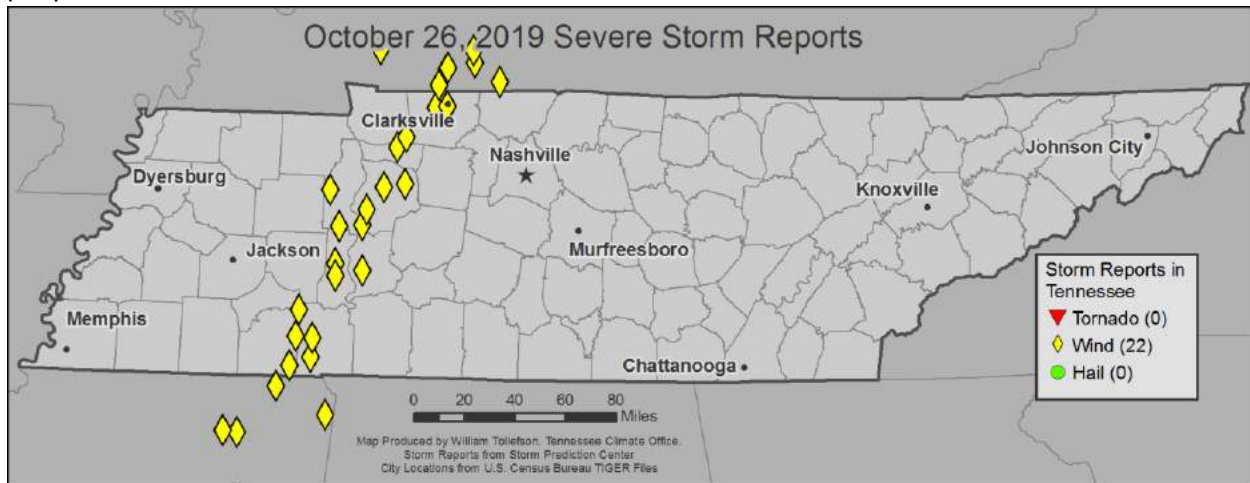 October 26, 2019 Severe Storm Reports
Clarksville
Nashville
Johnson City
Dyersburg
Knoxville
Jackson
Murfreesboro
Memphis
Chattanooga
Storm Reports in
Tennessee
Tornado (0)
Wind (22)
Hail (0)
0 20 40 60 80
Miles
Map Produced by William Tollefson. Tennessee Climate Office.
Storm Reports from Storm Prediction Center
City Locations from U.S. Census Bureau TIGER Files